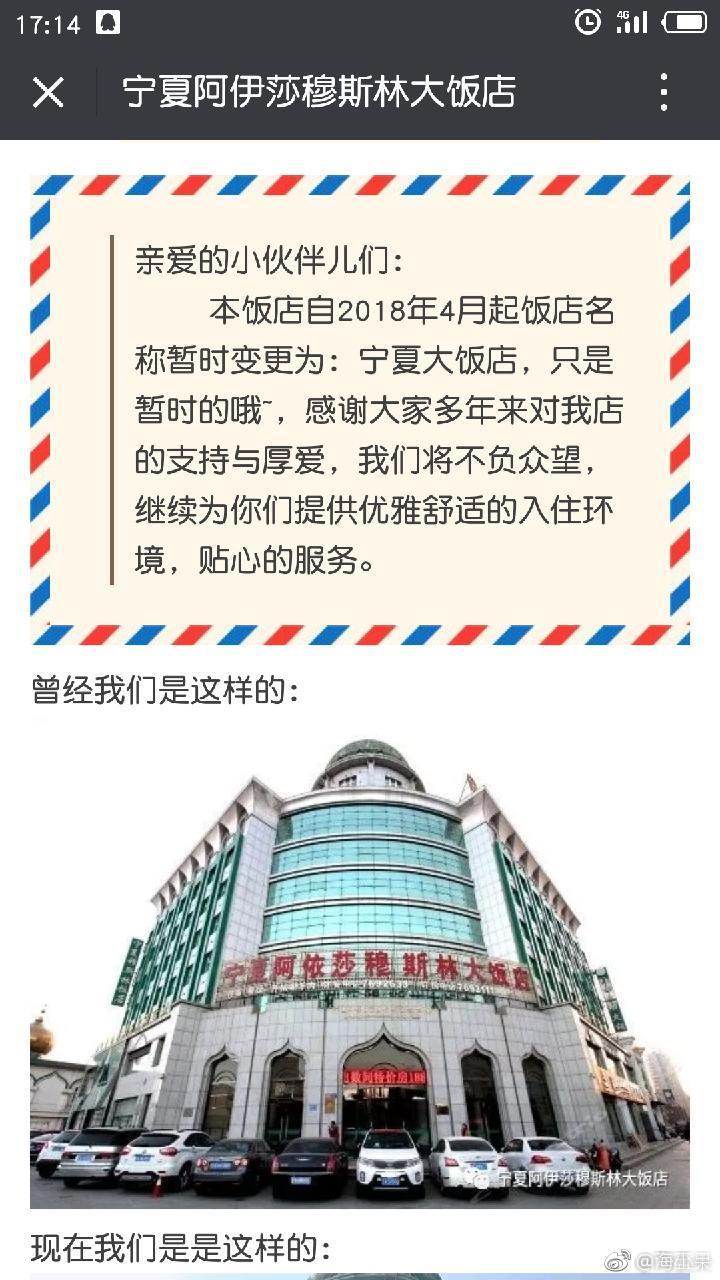 17:14
4G
宁夏阿伊莎穆斯林大饭店
亲爱的小伙伴儿们：
本饭店自2018年4月起饭店名
称暂时变更为：宁夏大饭店，只是
暂时的哦~，感谢大家多年来对我店
的支持与厚爱，我们将不负众望，
继续为你们提供优雅舒适的入住环
境，贴心的服务。
曾经我们是这样的：
宁夏阿依莎穆斯林大饭店
宁夏阿伊莎穆斯林大饭店
现在我们是是这样的：